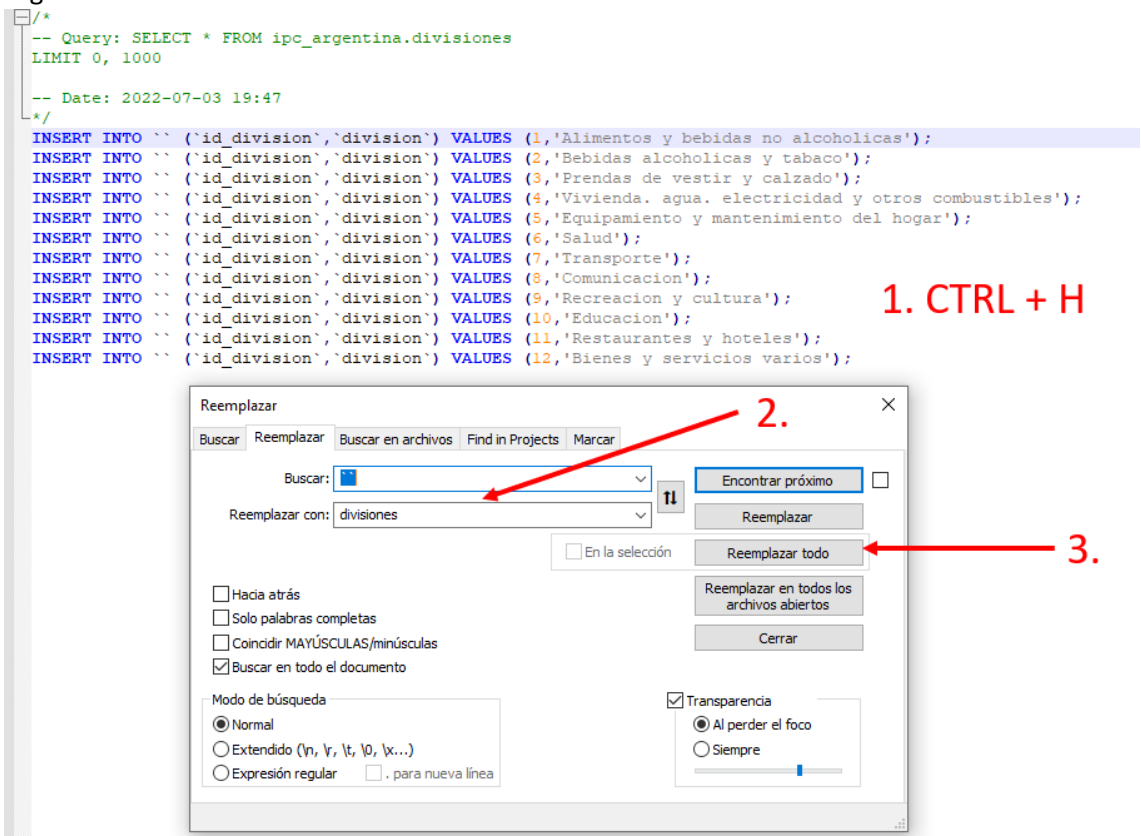 /*
-- Query: SELECT * FROM ipc_argentina.divisiones
LIMIT 0, 1000
-- Date: 2022-07-03 19:47
*/
INSERT INTO `` (`id_division`,`division`) VALUES (1,'Alimentos y bebidas no alcoholicas');
INSERT INTO `` (`id_division`,`division`) VALUES (2,'Bebidas alcoholicas y tabaco');
INSERT INTO `` (`id_division`,`division`) VALUES (3,'Prendas de vestir y calzado');
INSERT INTO `` (`id_division`,`division`) VALUES (4,'Vivienda. agua. electricidad y otros combustibles');
INSERT INTO `` (`id_division`,`division`) VALUES (5,'Equipamiento y mantenimiento del hogar');
INSERT INTO `` (`id_division`,`division`) VALUES (6,'Salud');
INSERT INTO `` (`id_division`,`division`) VALUES (7,'Transporte');
INSERT INTO `` (`id_division`,`division`) VALUES (8,'Comunicacion');
INSERT INTO `` (`id_division`,`division`) VALUES (9,'Recreacion y cultura');
INSERT INTO `` (`id_division`,`division`) VALUES (10,'Educacion');
INSERT INTO `` (`id_division`,`division`) VALUES (11,'Restaurantes y hoteles');
INSERT INTO `` (`id_division`,`division`) VALUES (12,'Bienes y servicios varios');
1. CTRL + H
Reemplazar
2.
Buscar Reemplazar Buscar en archivos Find in Projects Marcar
Buscar: ``
Encontrar próximo
Reemplazar con: divisiones
Reemplazar
En la selección
Reemplazar todo
3.
Reemplazar en todos los
archivos abiertos
Cerrar
Hacia atrás
Solo palabras completas
Coincidir MAYÚSCULAS/minúsculas
Buscar en todo el documento
Modo de búsqueda
Normal
Extendido (\n, \r, \t, \0, \x...)
Expresión regular
. para nueva línea
Transparencia
Al perder el foco
Siempre